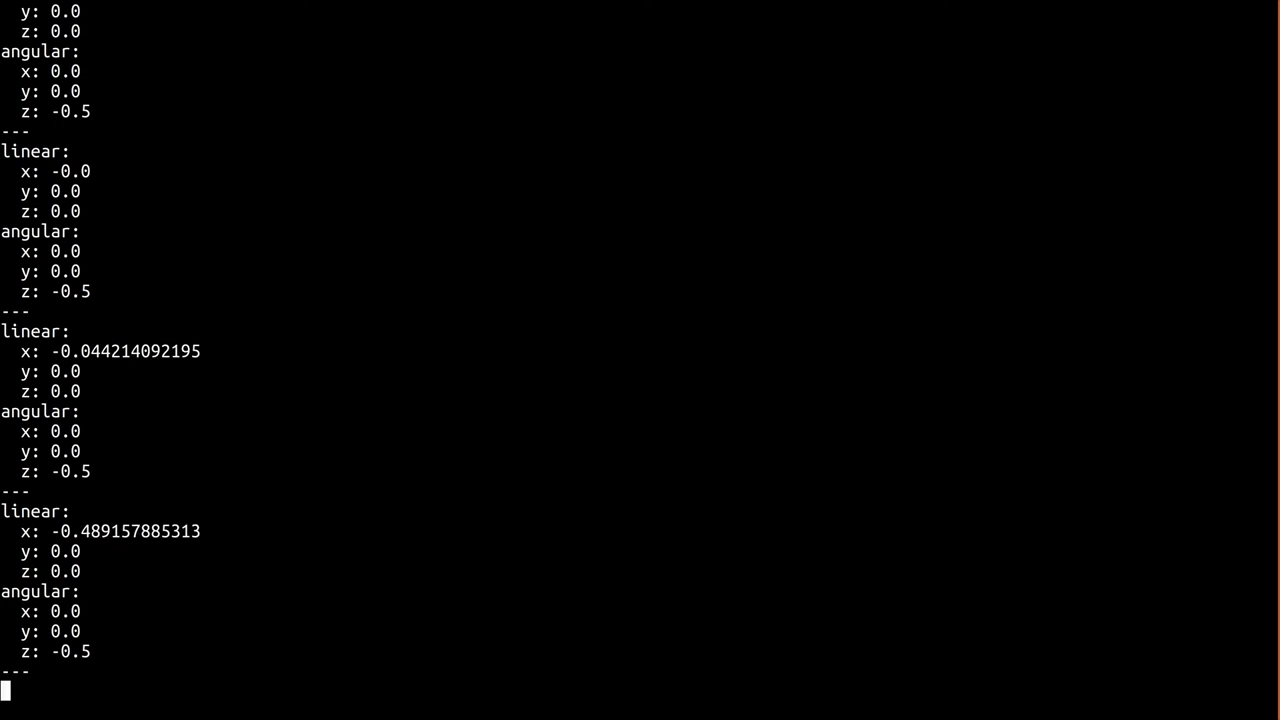 y: 0.0
  z: 0.0
angular:
  x: 0.0
  y: 0.0
  z: -0.5
---
linear:
  x: -0.0
  y: 0.0
  z: 0.0
angular:
  x: 0.0
  y: 0.0
  z: -0.5
---
linear:
  x: -0.044214092195
  y: 0.0
  z: 0.0
angular:
  x: 0.0
  y: 0.0
  z: -0.5
---
linear:
  x: -0.489157885313
  y: 0.0
  z: 0.0
angular:
  x: 0.0
  y: 0.0
  z: -0.5
---